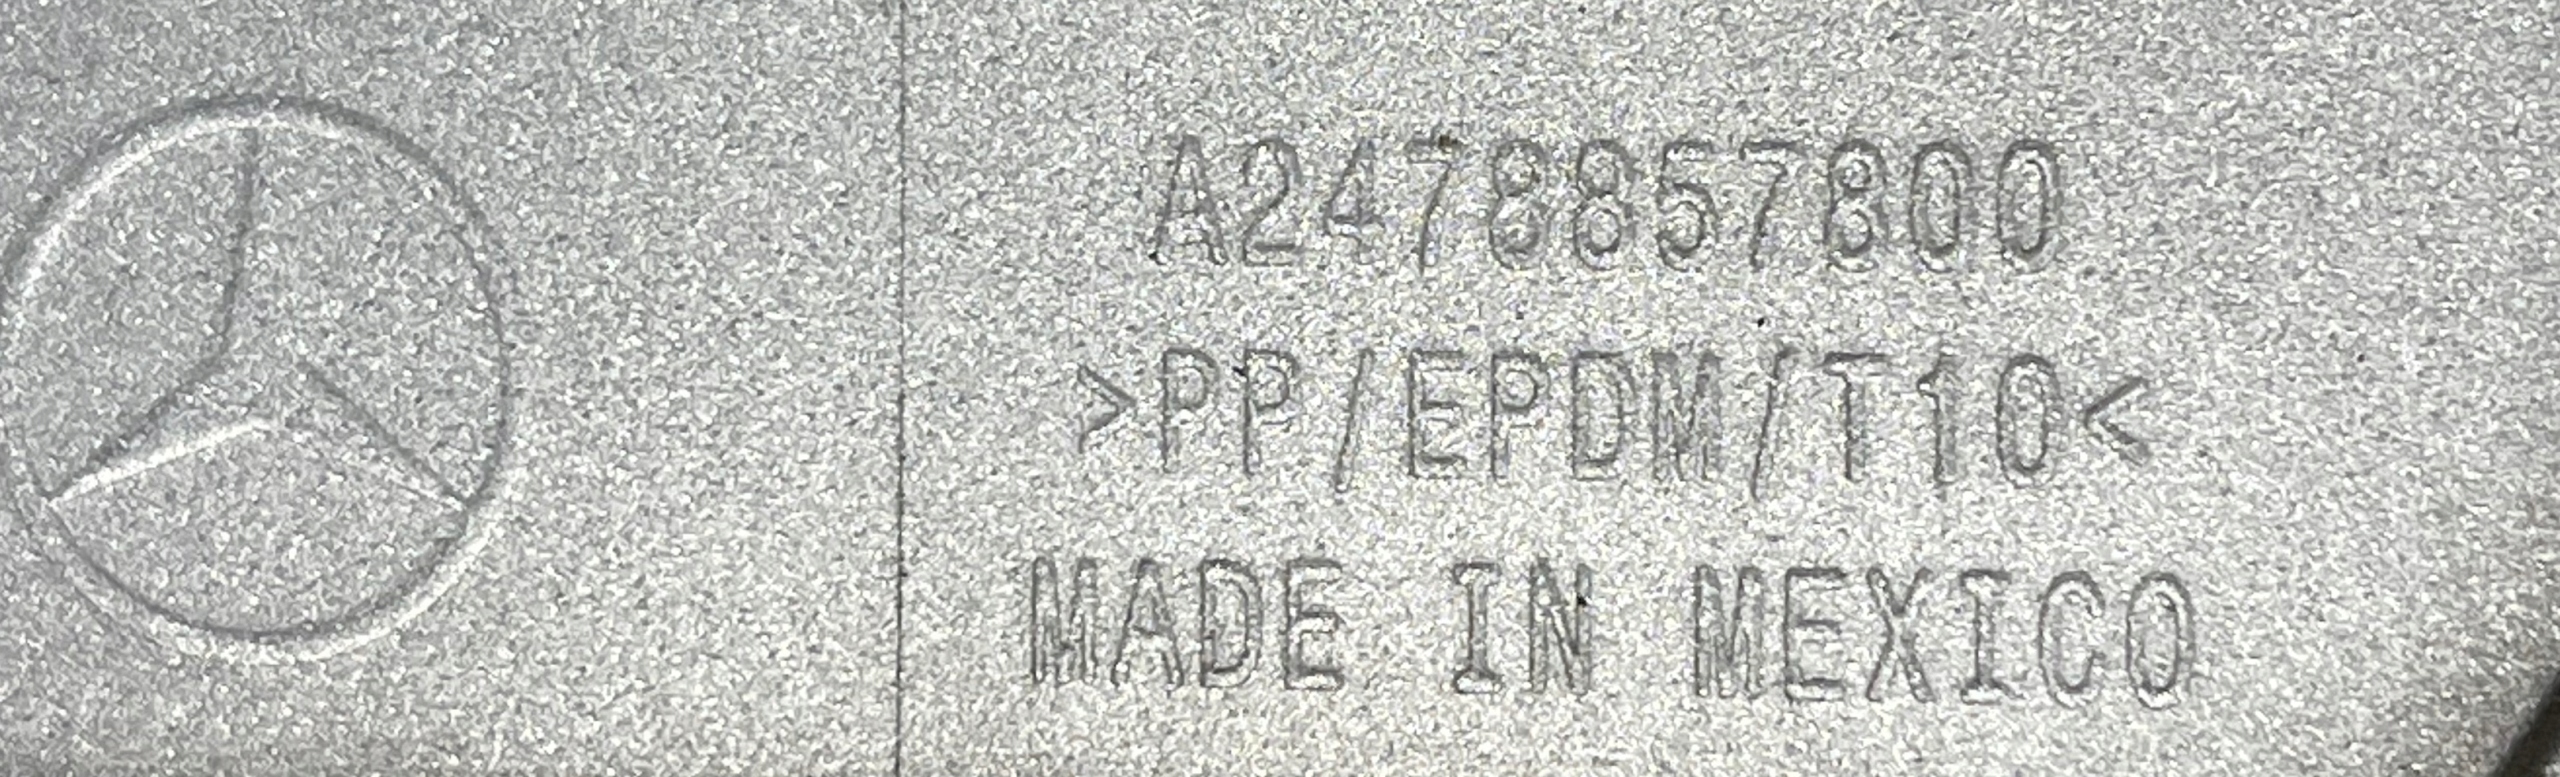 A2478857800
>PP/EPDM/T10<
MADE IN MEXICO